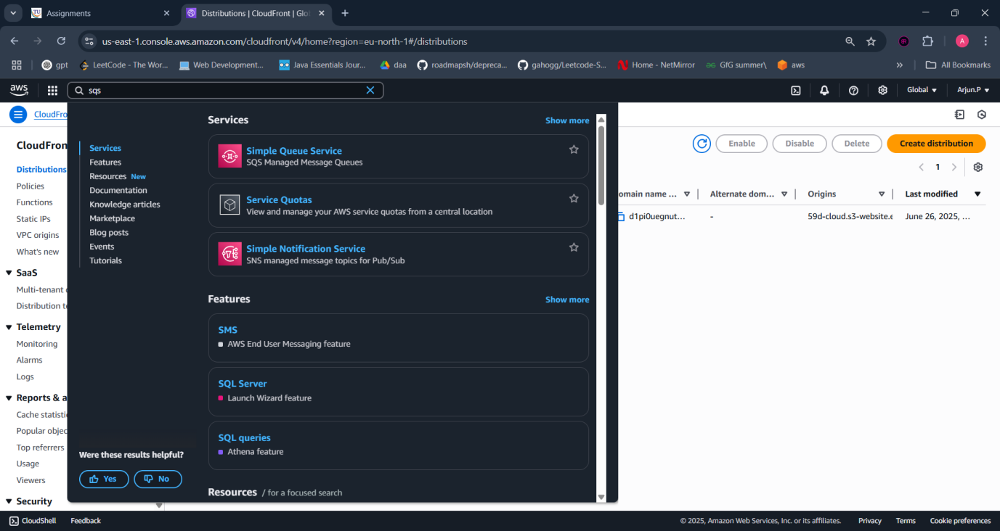 Assignments
Distributions | CloudFront | Glo
us-east-1.console.aws.amazon.com/cloudfront/v4/home?region=eu-north-1#/distributions
A
gpt
LeetCode - The Wor...
Web Development...
Java Essentials Jour...
daa
roadmapsh/depreca...
gahogg/Leetcode-S...
Home - NetMirror
GfG summer\
aws
»
All Bookmarks
aws
sqs
Global
Arjun.P
CloudFro
CloudFron
Distributions
Policies
Functions
Static IPs
VPC origins
What's new
SaaS
Multi-tenant
Distribution te
Telemetry
Monitoring
Alarms
Logs
Reports & a
Cache statisti
Popular objec
Top referrers
Usage
Viewers
Security
Services
Features
Resources New
Documentation
Knowledge articles
Marketplace
Blog posts
Events
Tutorials
Were these results helpful?
Yes
No
Services
Show more
Simple Queue Service
SQS Managed Message Queues
Service Quotas
View and manage your AWS service quotas from a central location
Simple Notification Service
SNS managed message topics for Pub/Sub
Features
Show more
SMS
AWS End User Messaging feature
SQL Server
Launch Wizard feature
SQL queries
Athena feature
Resources / for a focused search
Enable
Disable
Delete
Create distribution
1
omain name ...
Alternate dom...
Origins
Last modified
d1pi0uegnut...
-
59d-cloud.s3-website.e
June 26, 2025, ...
CloudShell
Feedback
© 2025, Amazon Web Services, Inc. or its affiliates.
Privacy
Terms
Cookie preferences